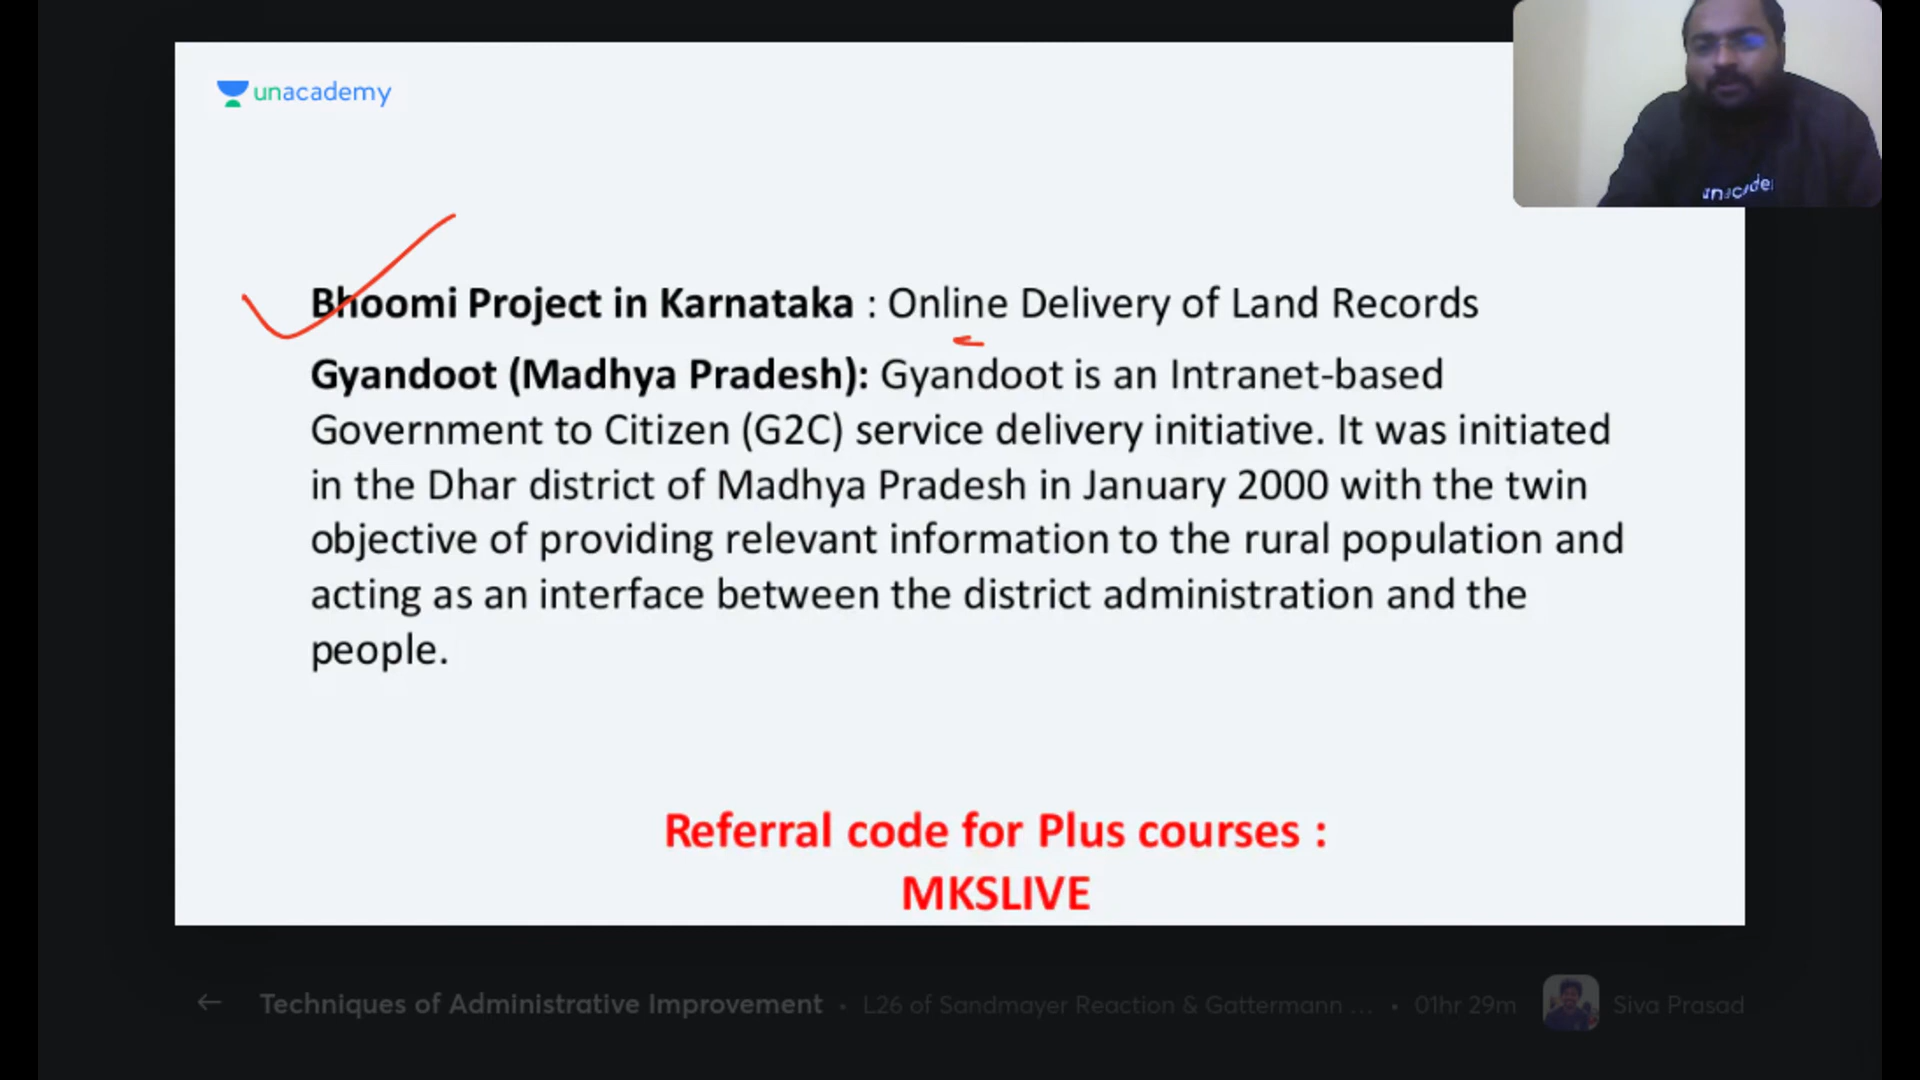 unacademy
Bhoomi Project in Karnataka : Online Delivery of Land Records
Gyandoot (Madhya Pradesh): Gyandoot is an Intranet-based
Government to Citizen (G2C) service delivery initiative. It was initiated
in the Dhar district of Madhya Pradesh in January 2000 with the twin
objective of providing relevant information to the rural population and
acting as an interface between the district administration and the
people.
Referral code for Plus courses :
MKSLIVE
← Techniques of Administrative Improvement • L26 of Sandmayer Reaction & Gattermann ... • 01hr 29m Siva Prasad